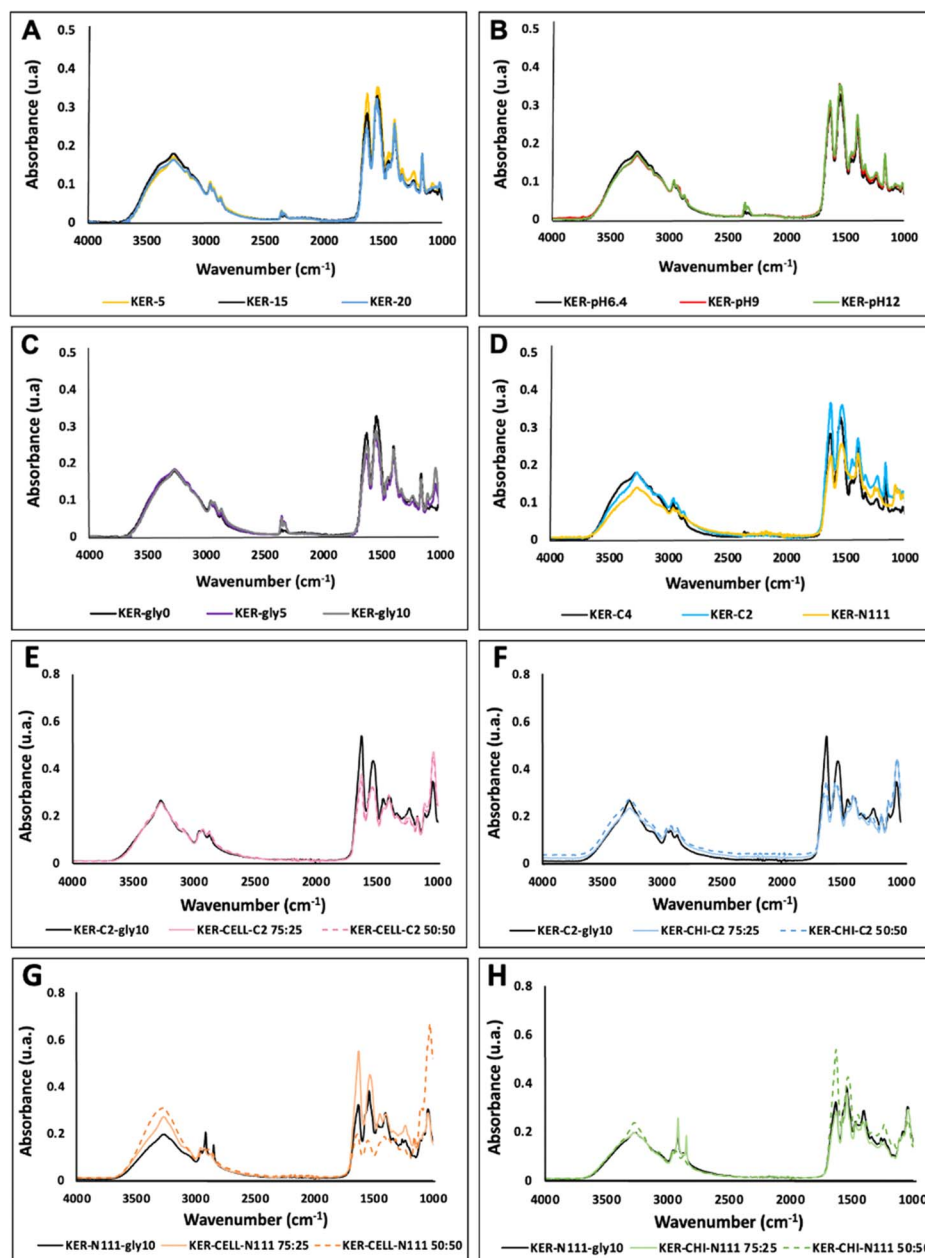 A
Absorbance (u.a)
0.5
0.4
0.3
0.2
0.1
0
4000 3500 3000 2500 2000 1500 1000
Wavenumber (cm⁻¹)
KER-5 KER-15 KER-20
B
Absorbance (u.a)
0.5
0.4
0.3
0.2
0.1
0
4000 3500 3000 2500 2000 1500 1000
Wavenumber (cm⁻¹)
KER-pH6.4 KER-pH9 KER-pH12
C
Absorbance (u.a)
0.5
0.4
0.3
0.2
0.1
0
4000 3500 3000 2500 2000 1500 1000
Wavenumber (cm⁻¹)
KER-gly0 KER-gly5 KER-gly10
D
Absorbance (u.a)
0.5
0.4
0.3
0.2
0.1
0
4000 3500 3000 2500 2000 1500 1000
Wavenumber (cm⁻¹)
KER-C4 KER-C2 KER-N111
E
Absorbance (u.a.)
0.8
0.6
0.4
0.2
0
4000 3500 3000 2500 2000 1500 1000
Wavenumber (cm⁻¹)
KER-C2-gly10 KER-CELL-C2 75:25 KER-CELL-C2 50:50
F
Absorbance (u.a.)
0.8
0.6
0.4
0.2
0
4000 3500 3000 2500 2000 1500 1000
Wavenumber (cm⁻¹)
KER-C2-gly10 KER-CHI-C2 75:25 KER-CHI-C2 50:50
G
Absorbance (u.a.)
0.8
0.6
0.4
0.2
0
4000 3500 3000 2500 2000 1500 1000
Wavenumber (cm⁻¹)
KER-N111-gly10 KER-CELL-N111 75:25 KER-CELL-N111 50:50
H
Absorbance (u.a.)
0.8
0.6
0.4
0.2
0
4000 3500 3000 2500 2000 1500 1000
Wavenumber (cm⁻¹)
KER-N111-gly10 KER-CHI-N111 75:25 KER-CHI-N111 50:50